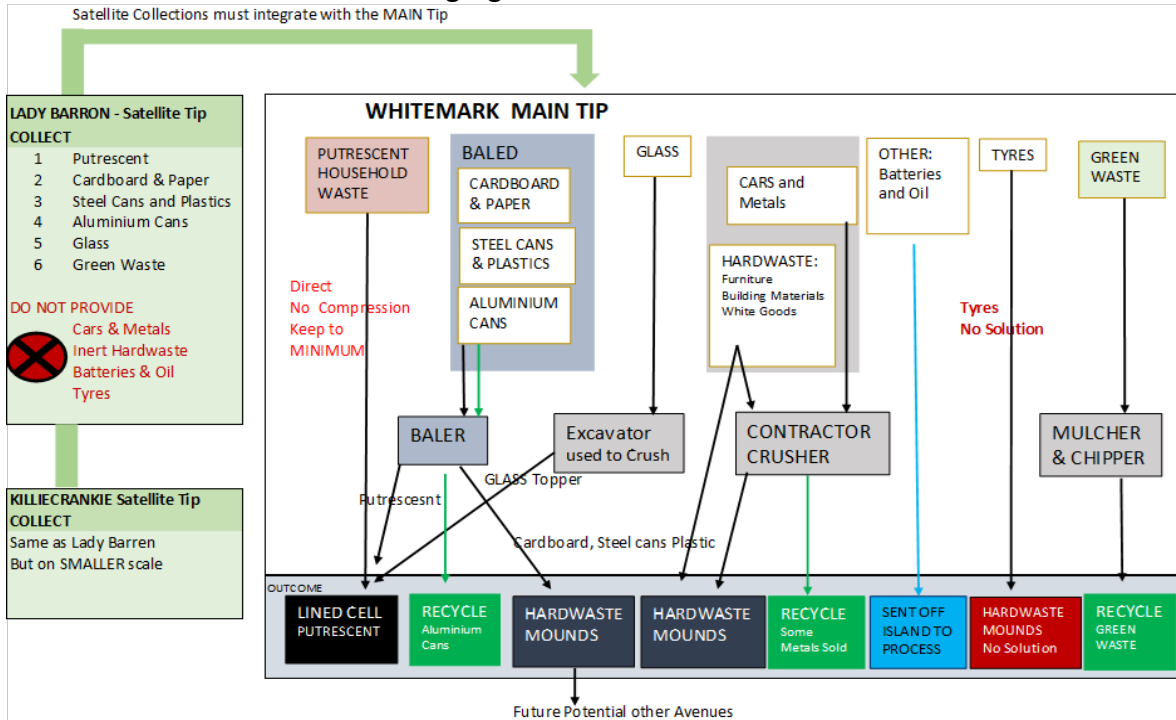 Satellite Collections must integrate with the MAIN Tip
LADY BARRON - Satellite Tip
COLLECT
1 Putrescent
2 Cardboard & Paper
3 Steel Cans and Plastics
4 Aluminium Cans
5 Glass
6 Green Waste
DO NOT PROVIDE
Cars & Metals
Inert Hardwaste
Batteries & Oil
Tyres
KILLIECRANKIE Satellite Tip
COLLECT
Same as Lady Barren
But on SMALLER scale
WHITEMARK MAIN TIP
PUTRESCENT
HOUSEHOLD
WASTE
BALED
CARDBOARD
& PAPER
STEEL CANS
& PLASTICS
ALUMINIUM
CANS
GLASS
CARS and
Metals
HARDWASTE:
Furniture
Building Materials
White Goods
OTHER:
Batteries
and Oil
TYRES
GREEN
WASTE
Direct
No Compression
Keep to
MINIMUM
Tyres
No Solution
BALER
Excavator
used to Crush
CONTRACTOR
CRUSHER
MULCHER
& CHIPPER
Putrescesnt
GLASS Topper
Cardboard, Steel cans Plastic
OUTCOME
LINED CELL
PUTRESCENT
RECYCLE
Aluminium
Cans
HARDWASTE
MOUNDS
HARDWASTE
MOUNDS
RECYCLE
Some
Metals Sold
SENT OFF
ISLAND TO
PROCESS
HARDWASTE
MOUNDS
No Solution
RECYCLE
GREEN
WASTE
Future Potential other Avenues